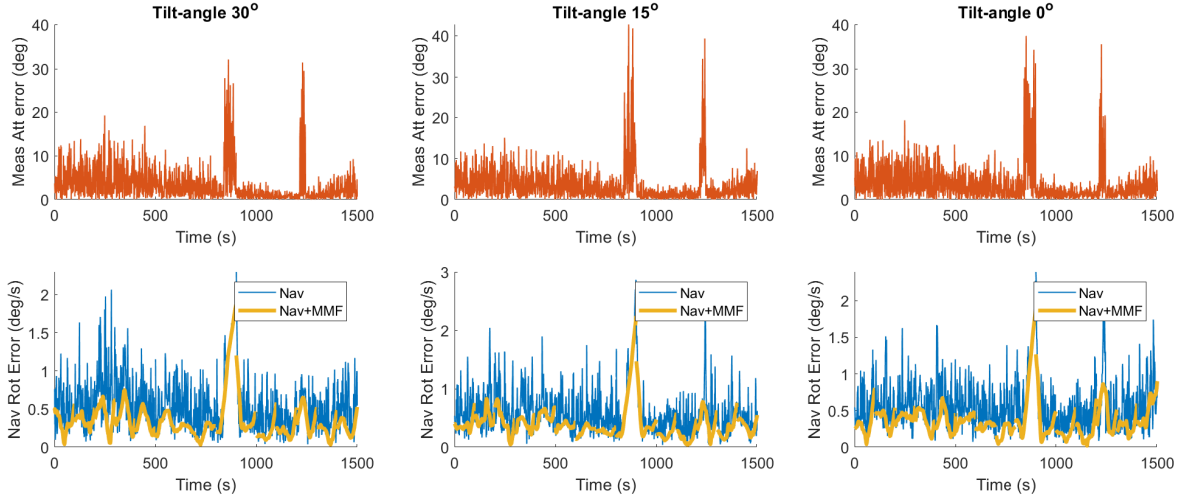 Tilt-angle 30°
Meas Att error (deg)
40
30
20
10
0
0 500 1000 1500
Time (s)
Tilt-angle 15°
Meas Att error (deg)
40
30
20
10
0
0 500 1000 1500
Time (s)
Tilt-angle 0°
Meas Att error (deg)
40
30
20
10
0
0 500 1000 1500
Time (s)
Nav Rot Error (deg/s)
2
1.5
1
0.5
0
Nav
Nav+MMF
0 500 1000 1500
Time (s)
Nav Rot Error (deg/s)
3
2
1
0
Nav
Nav+MMF
0 500 1000 1500
Time (s)
Nav Rot Error (deg/s)
2
1.5
1
0.5
0
Nav
Nav+MMF
0 500 1000 1500
Time (s)